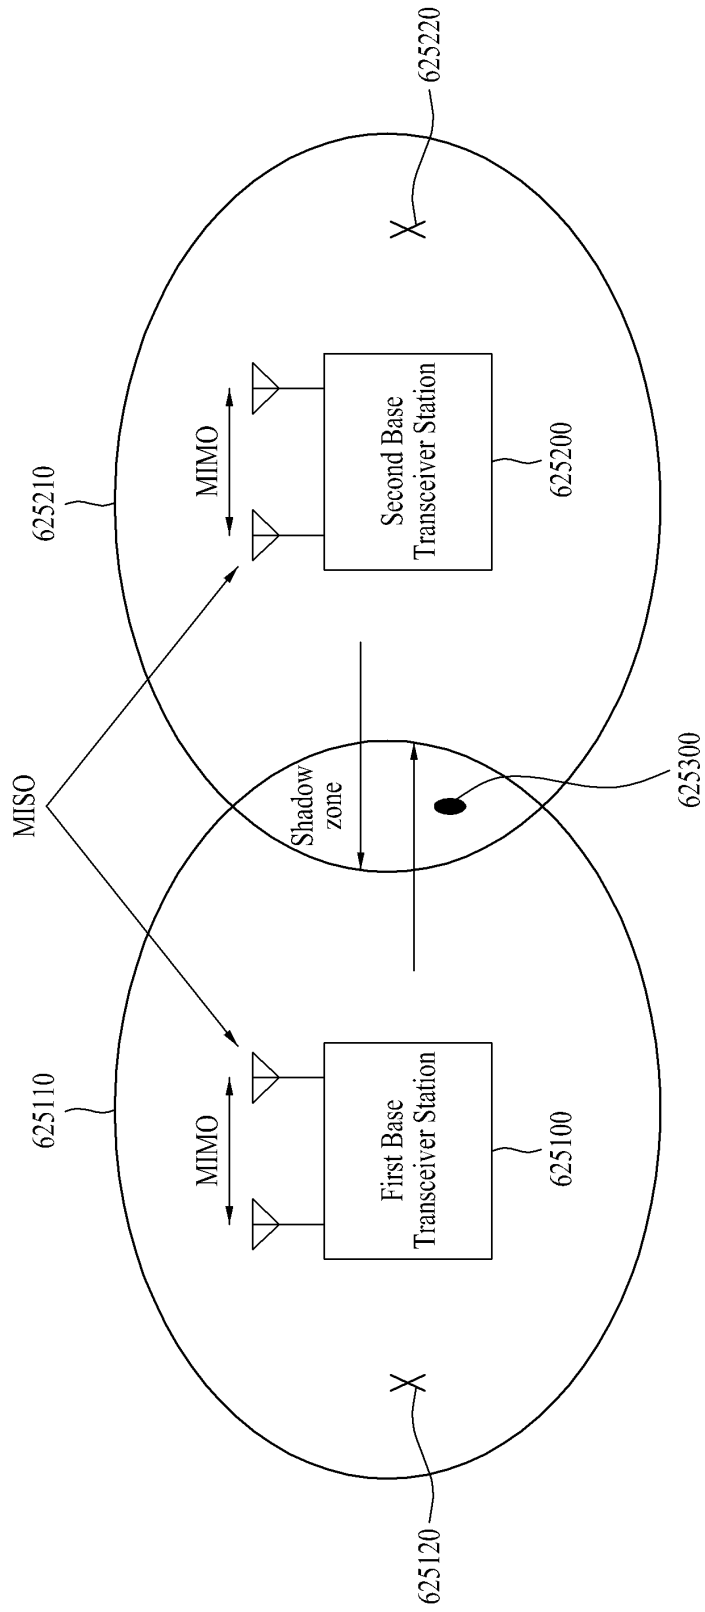 MISO
625110
625210
MIMO
MIMO
Shadow
zone
First Base
Transceiver Station
Second Base
Transceiver Station
625120
625100
625300
625200
625220